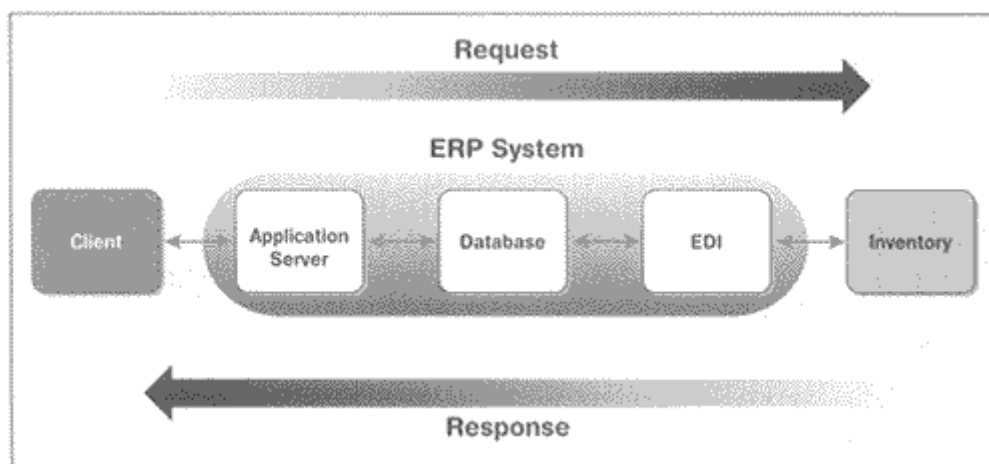 Request
ERP System
Client
Application
Server
Database
EDI
Inventory
Response